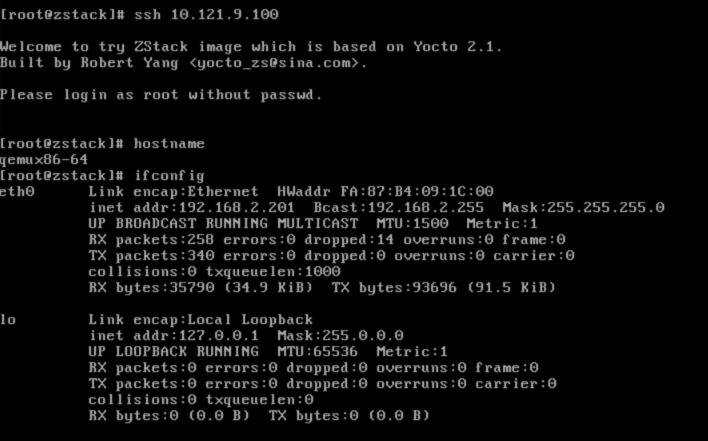 [root@zstack]# ssh 10.121.9.100
Welcome to try ZStack image which is based on Yocto 2.1.
Built by Robert Yang <yocto_zs@sina.com>.
Please login as root without passwd.
[root@zstack]# hostname
qemux86-64
[root@zstack]# ifconfig
eth0      Link encap:Ethernet  HWaddr FA:87:B4:09:1C:00
          inet addr:192.168.2.201  Bcast:192.168.2.255  Mask:255.255.255.0
          UP BROADCAST RUNNING MULTICAST  MTU:1500  Metric:1
          RX packets:258 errors:0 dropped:14 overruns:0 frame:0
          TX packets:340 errors:0 dropped:0 overruns:0 carrier:0
          collisions:0 txqueuelen:1000
          RX bytes:35790 (34.9 KiB)  TX bytes:93696 (91.5 KiB)
lo        Link encap:Local Loopback
          inet addr:127.0.0.1  Mask:255.0.0.0
          UP LOOPBACK RUNNING  MTU:65536  Metric:1
          RX packets:0 errors:0 dropped:0 overruns:0 frame:0
          TX packets:0 errors:0 dropped:0 overruns:0 carrier:0
          collisions:0 txqueuelen:0
          RX bytes:0 (0.0 B)  TX bytes:0 (0.0 B)